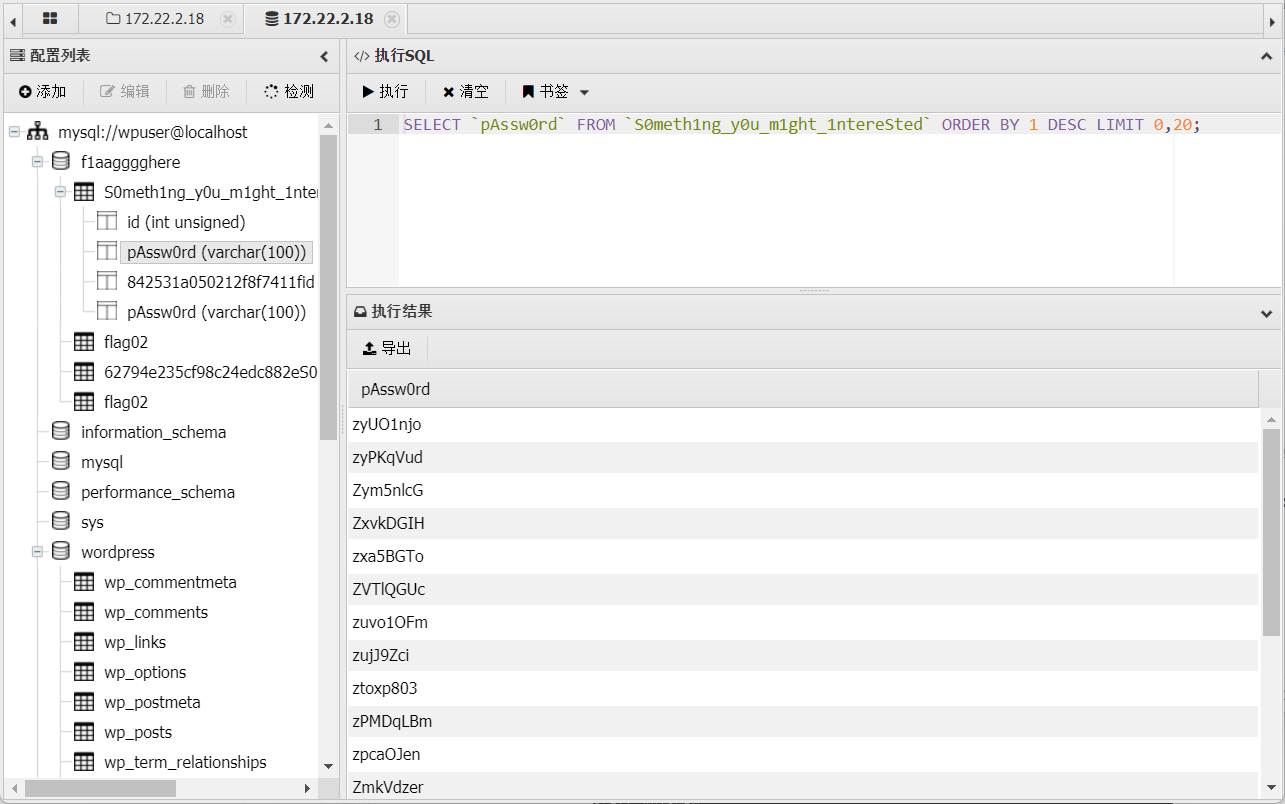 172.22.2.18
172.22.2.18
配置列表
添加 编辑 删除 检测
mysql://wpuser@localhost
f1aagggghere
S0meth1ng_y0u_m1ght_1nter
id (int unsigned)
pAssw0rd (varchar(100))
842531a050212f8f7411fid
pAssw0rd (varchar(100))
flag02
62794e235cf98c24edc882eS0
flag02
information_schema
mysql
performance_schema
sys
wordpress
wp_commentmeta
wp_comments
wp_links
wp_options
wp_postmeta
wp_posts
wp_term_relationships
</> 执行SQL
执行 清空 书签
1 SELECT `pAssw0rd` FROM `S0meth1ng_y0u_m1ght_1ntereSted` ORDER BY 1 DESC LIMIT 0,20;
执行结果
导出
pAssw0rd
zyUO1njo
zyPKqVud
Zym5nlcG
ZxvkDGIH
zxa5BGTo
ZVTlQGUc
zuvo1OFm
zujJ9Zci
ztoxp803
zPMDqLBm
zpcaOJen
ZmkVdzer